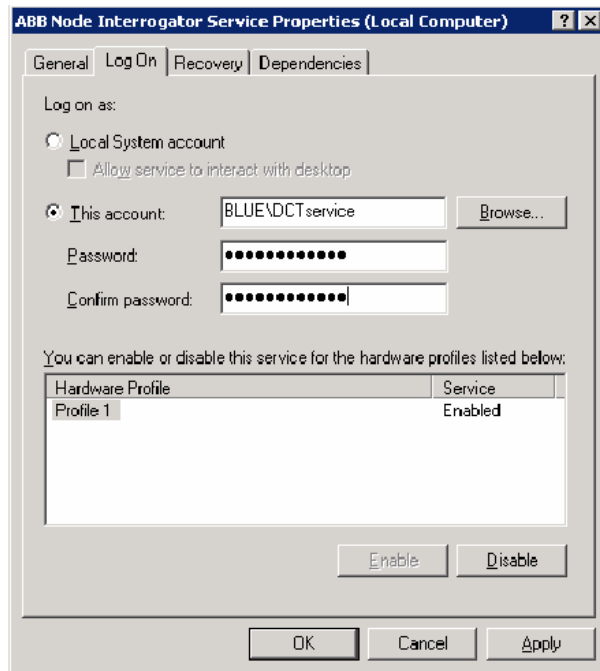 ABB Node Interrogator Service Properties (Local Computer) ? X
General Log On Recovery Dependencies
Log on as:
Local System account
Allow service to interact with desktop
This account: BLUE\DCTservice Browse...
Password: ●●●●●●●●●●●●
Confirm password: ●●●●●●●●●●●●
You can enable or disable this service for the hardware profiles listed below:
Hardware Profile Service
Profile 1 Enabled
Enable Disable
OK Cancel Apply